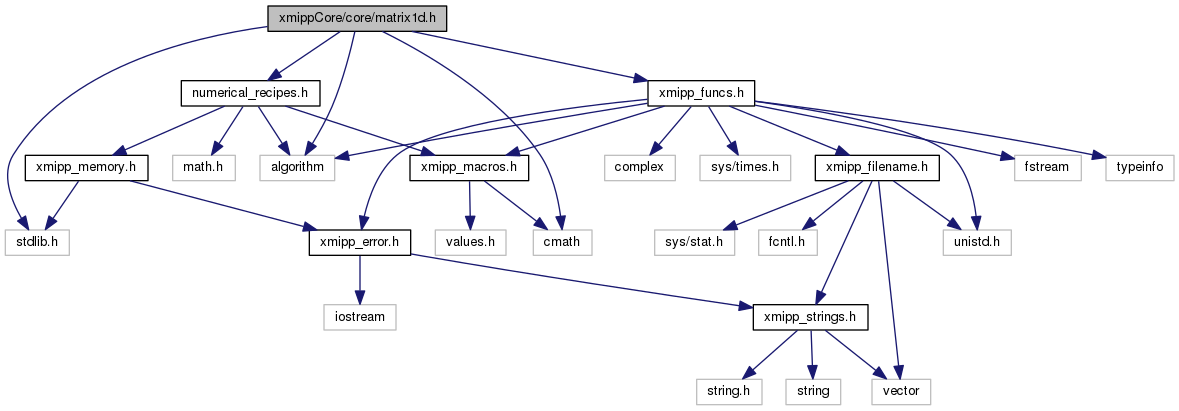 xmippCore/core/matrix1d.h
numerical_recipes.h
xmipp_funcs.h
xmipp_memory.h
math.h
algorithm
xmipp_macros.h
complex
sys/times.h
xmipp_filename.h
fstream
typeinfo
stdlib.h
xmipp_error.h
values.h
cmath
sys/stat.h
fcntl.h
unistd.h
iostream
xmipp_strings.h
string.h
string
vector